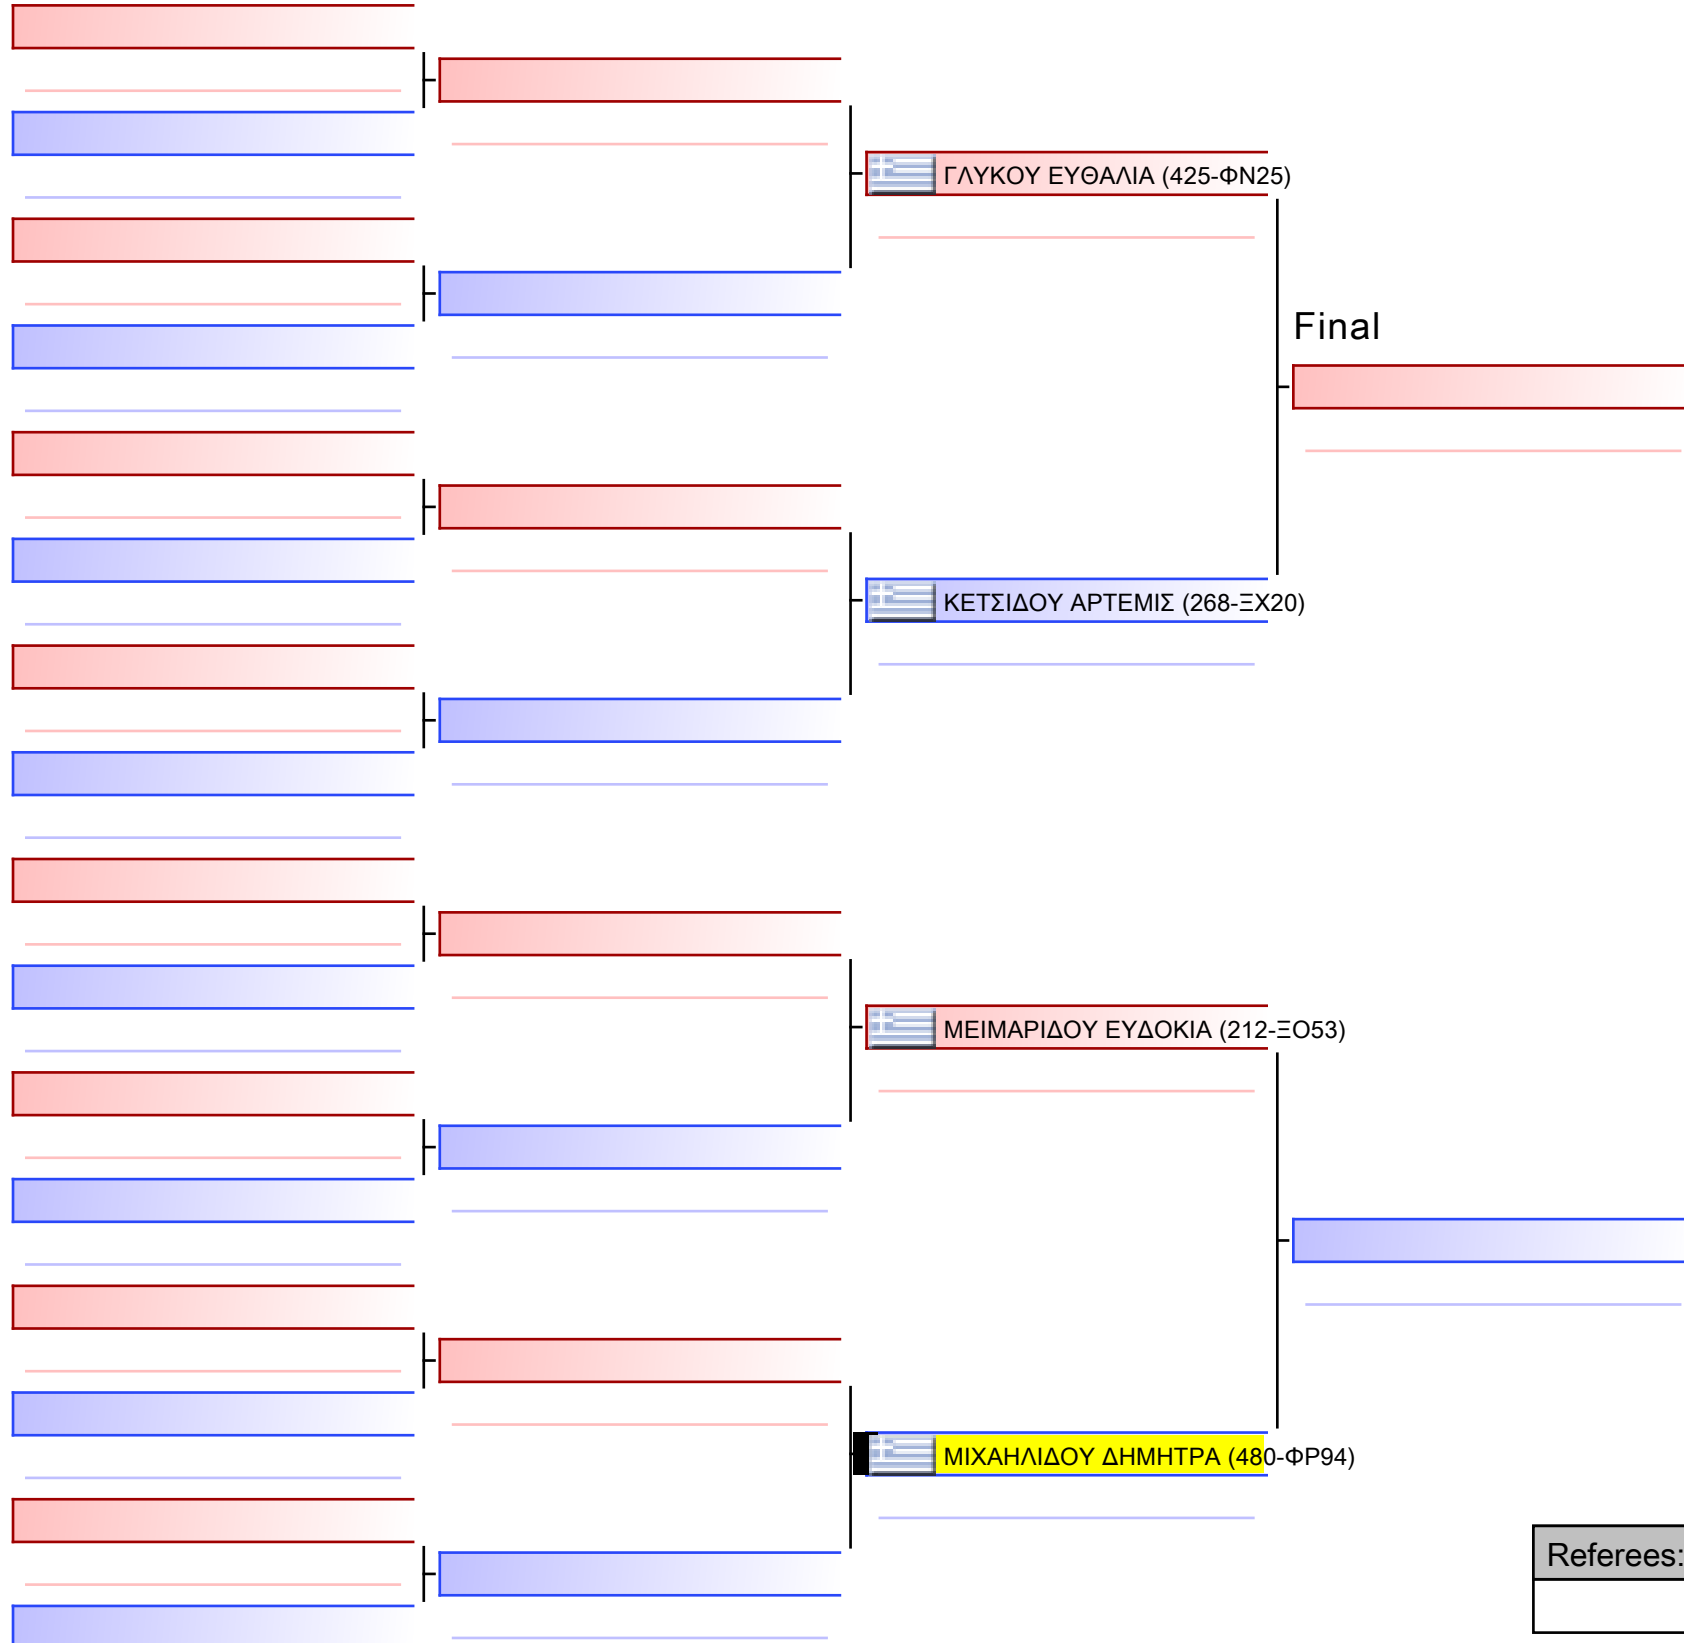 ΓΛΥΚΟΥ ΕΥΘΑΛΙΑ (425-ΦΝ25)
Final
ΚΕΤΣΙΔΟΥ ΑΡΤΕΜΙΣ (268-ΞΧ20)
ΜΕΙΜΑΡΙΔΟΥ ΕΥΔΟΚΙΑ (212-ΞΟ53)
ΜΙΧΑΗΛΙΔΟΥ ΔΗΜΗΤΡΑ (480-ΦΡ94)
Referees: